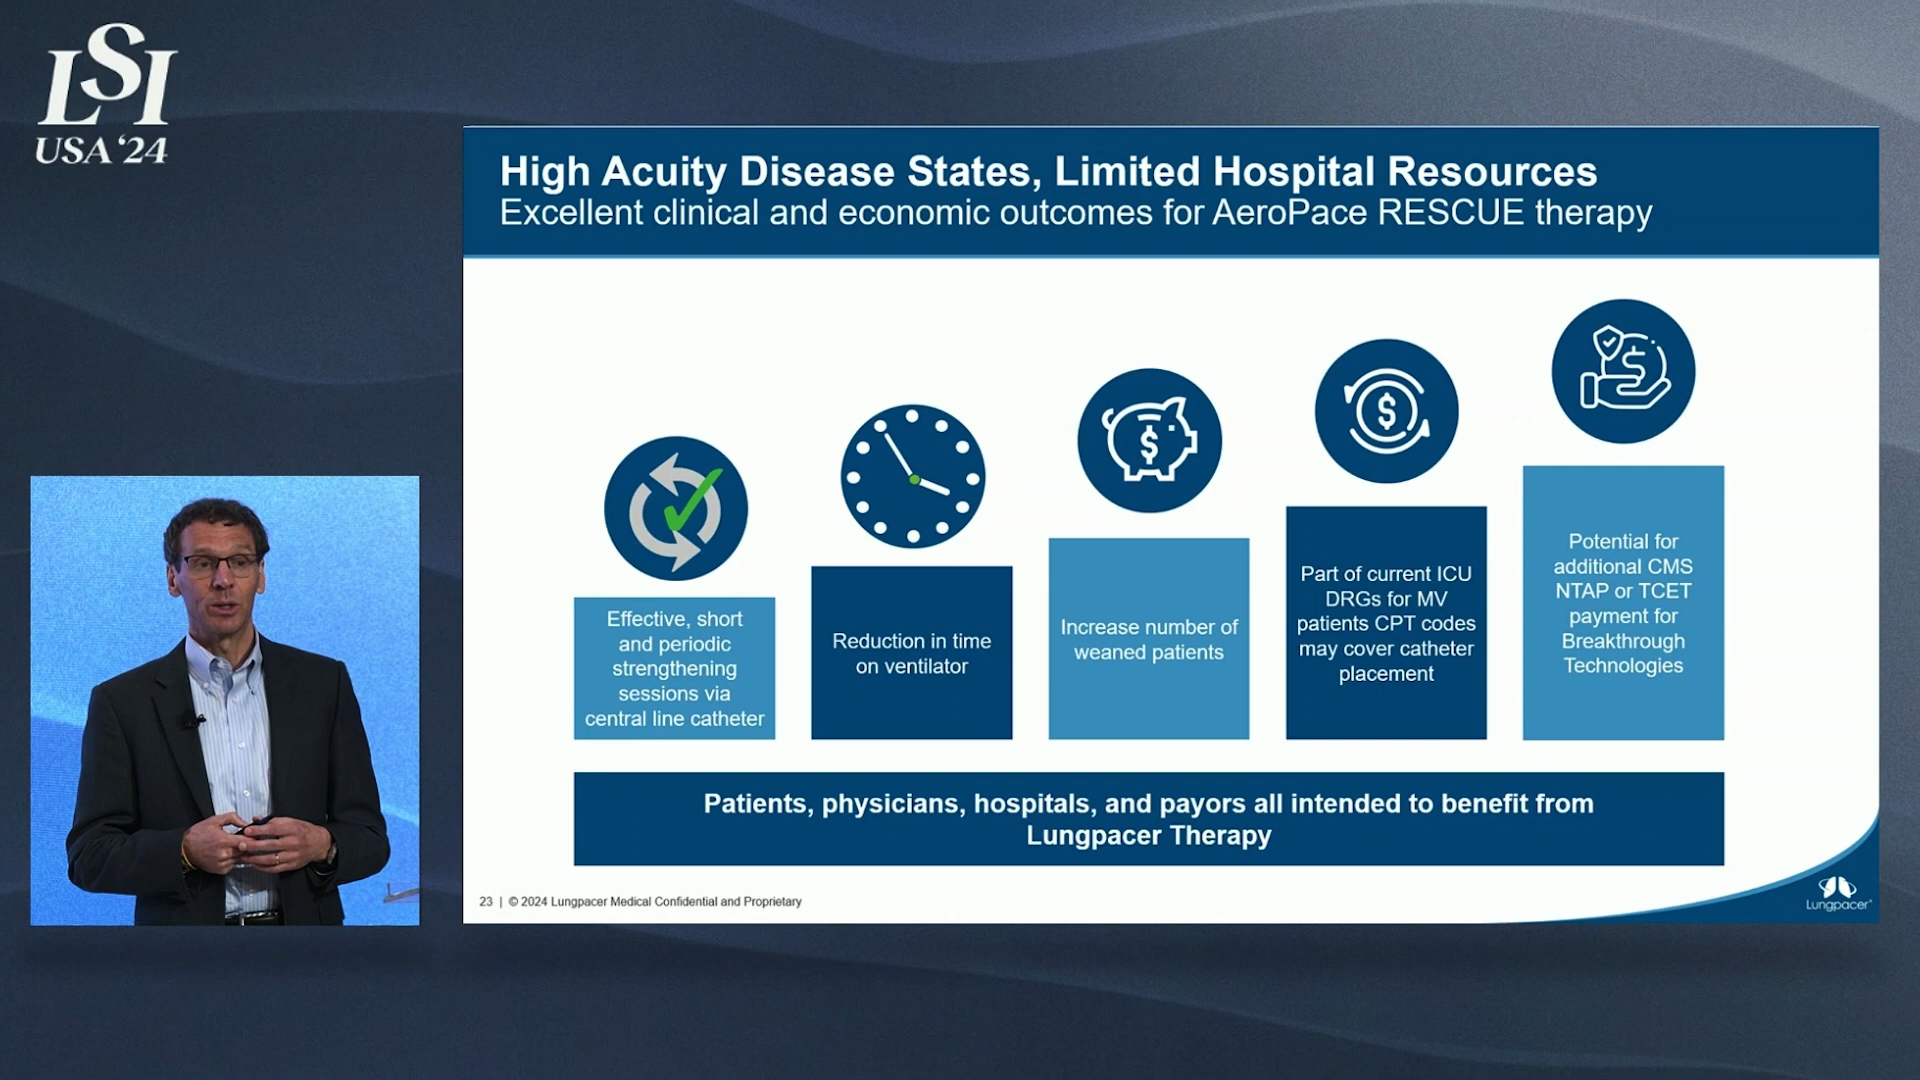 LSI
USA '24
High Acuity Disease States, Limited Hospital Resources
Excellent clinical and economic outcomes for AeroPace RESCUE therapy
Effective, short
and periodic
strengthening
sessions via
central line catheter
Reduction in time
on ventilator
$
Increase number of
weaned patients
$
Part of current ICU
DRGs for MV
patients CPT codes
may cover catheter
placement
$
Potential for
additional CMS
NTAP or TCET
payment for
Breakthrough
Technologies
Patients, physicians, hospitals, and payors all intended to benefit from
Lungpacer Therapy
23 | © 2024 Lungpacer Medical Confidential and Proprietary
Lungpacer